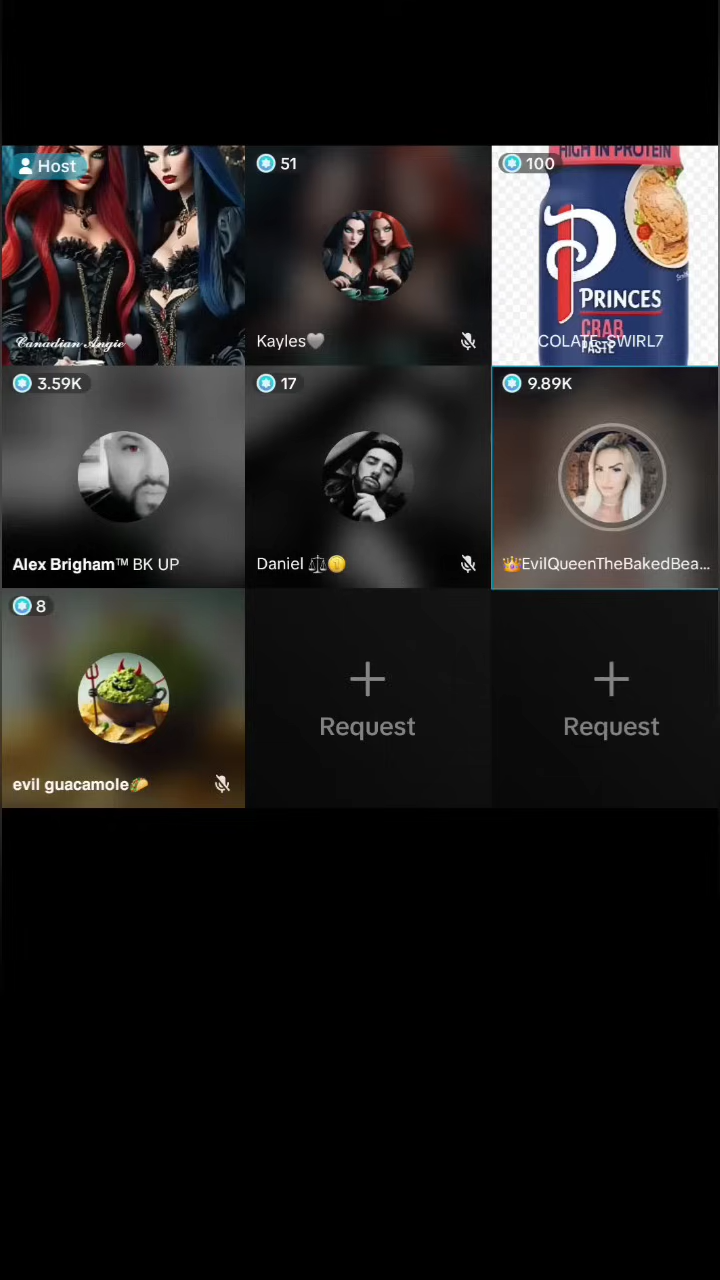 Host
Canadian Angie🩶
51
Kayles🩶
100
HIGH IN PROTEIN
P
PRINCES
CRAB
PASTE
COLATE_SWIRL7
3.59K
Alex Brigham™ BK UP
17
Daniel ⚖️🪙
9.89K
👑EvilQueenTheBakedBea...
8
evil guacamole🌮
+
Request
+
Request